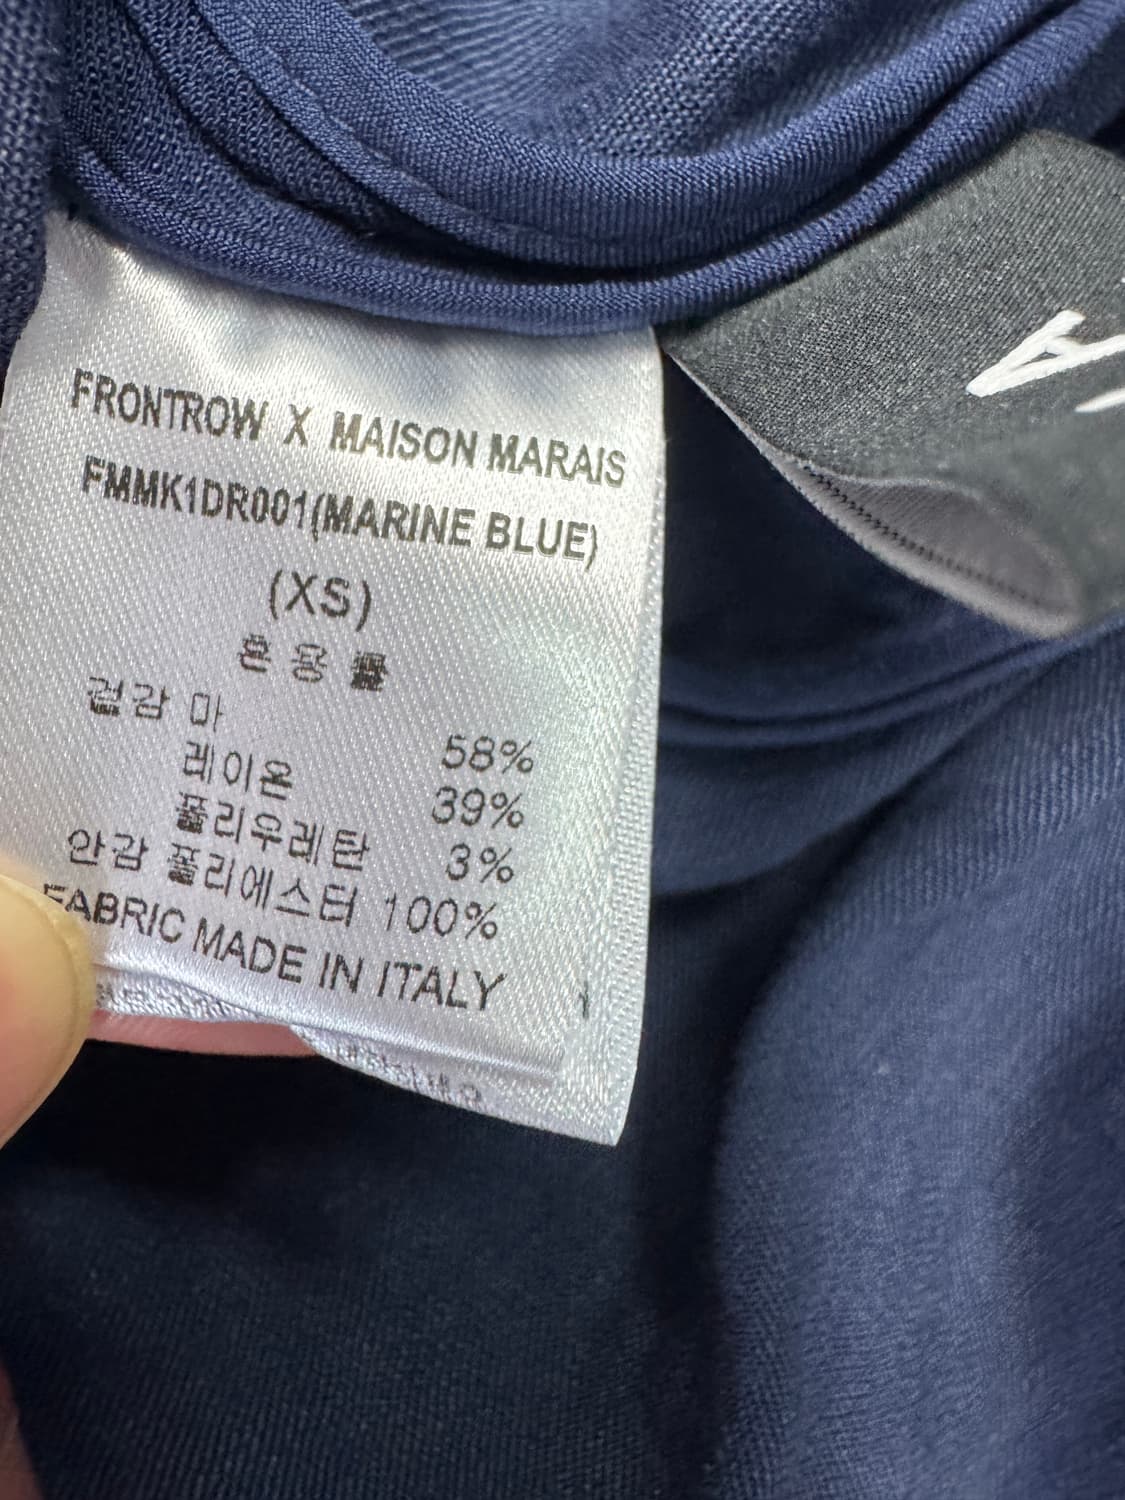 FRONTROW X MAISON MARAIS
FMMK1DR001(MARINE BLUE)
(XS)
혼 용 률
겉감 마 58%
레이온 39%
폴리우레탄 3%
안감 폴리에스터 100%
FABRIC MADE IN ITALY